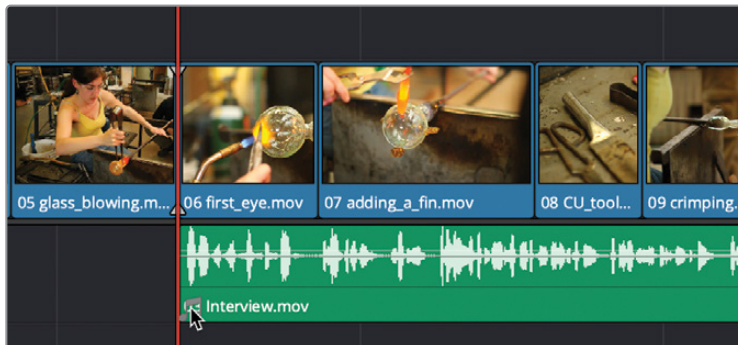 05 glass_blowing.m...
06 first_eye.mov
07 adding_a_fin.mov
08 CU_tool...
09 crimping.
Interview.mov